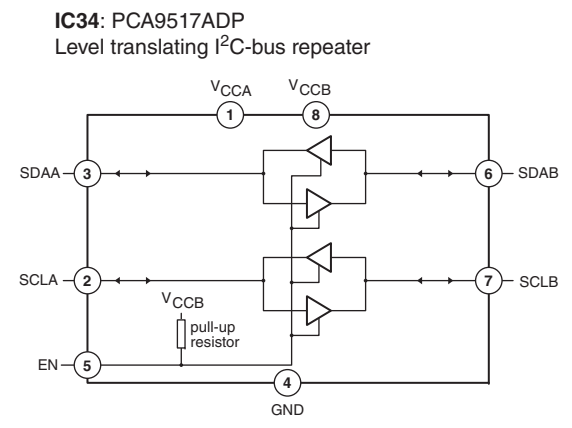 IC34: PCA9517ADP
Level translating I²C-bus repeater
VCCA VCCB
1 8
SDAA 3 6 SDAB
SCLA 2 7 SCLB
VCCB
pull-up
resistor
EN 5
4
GND